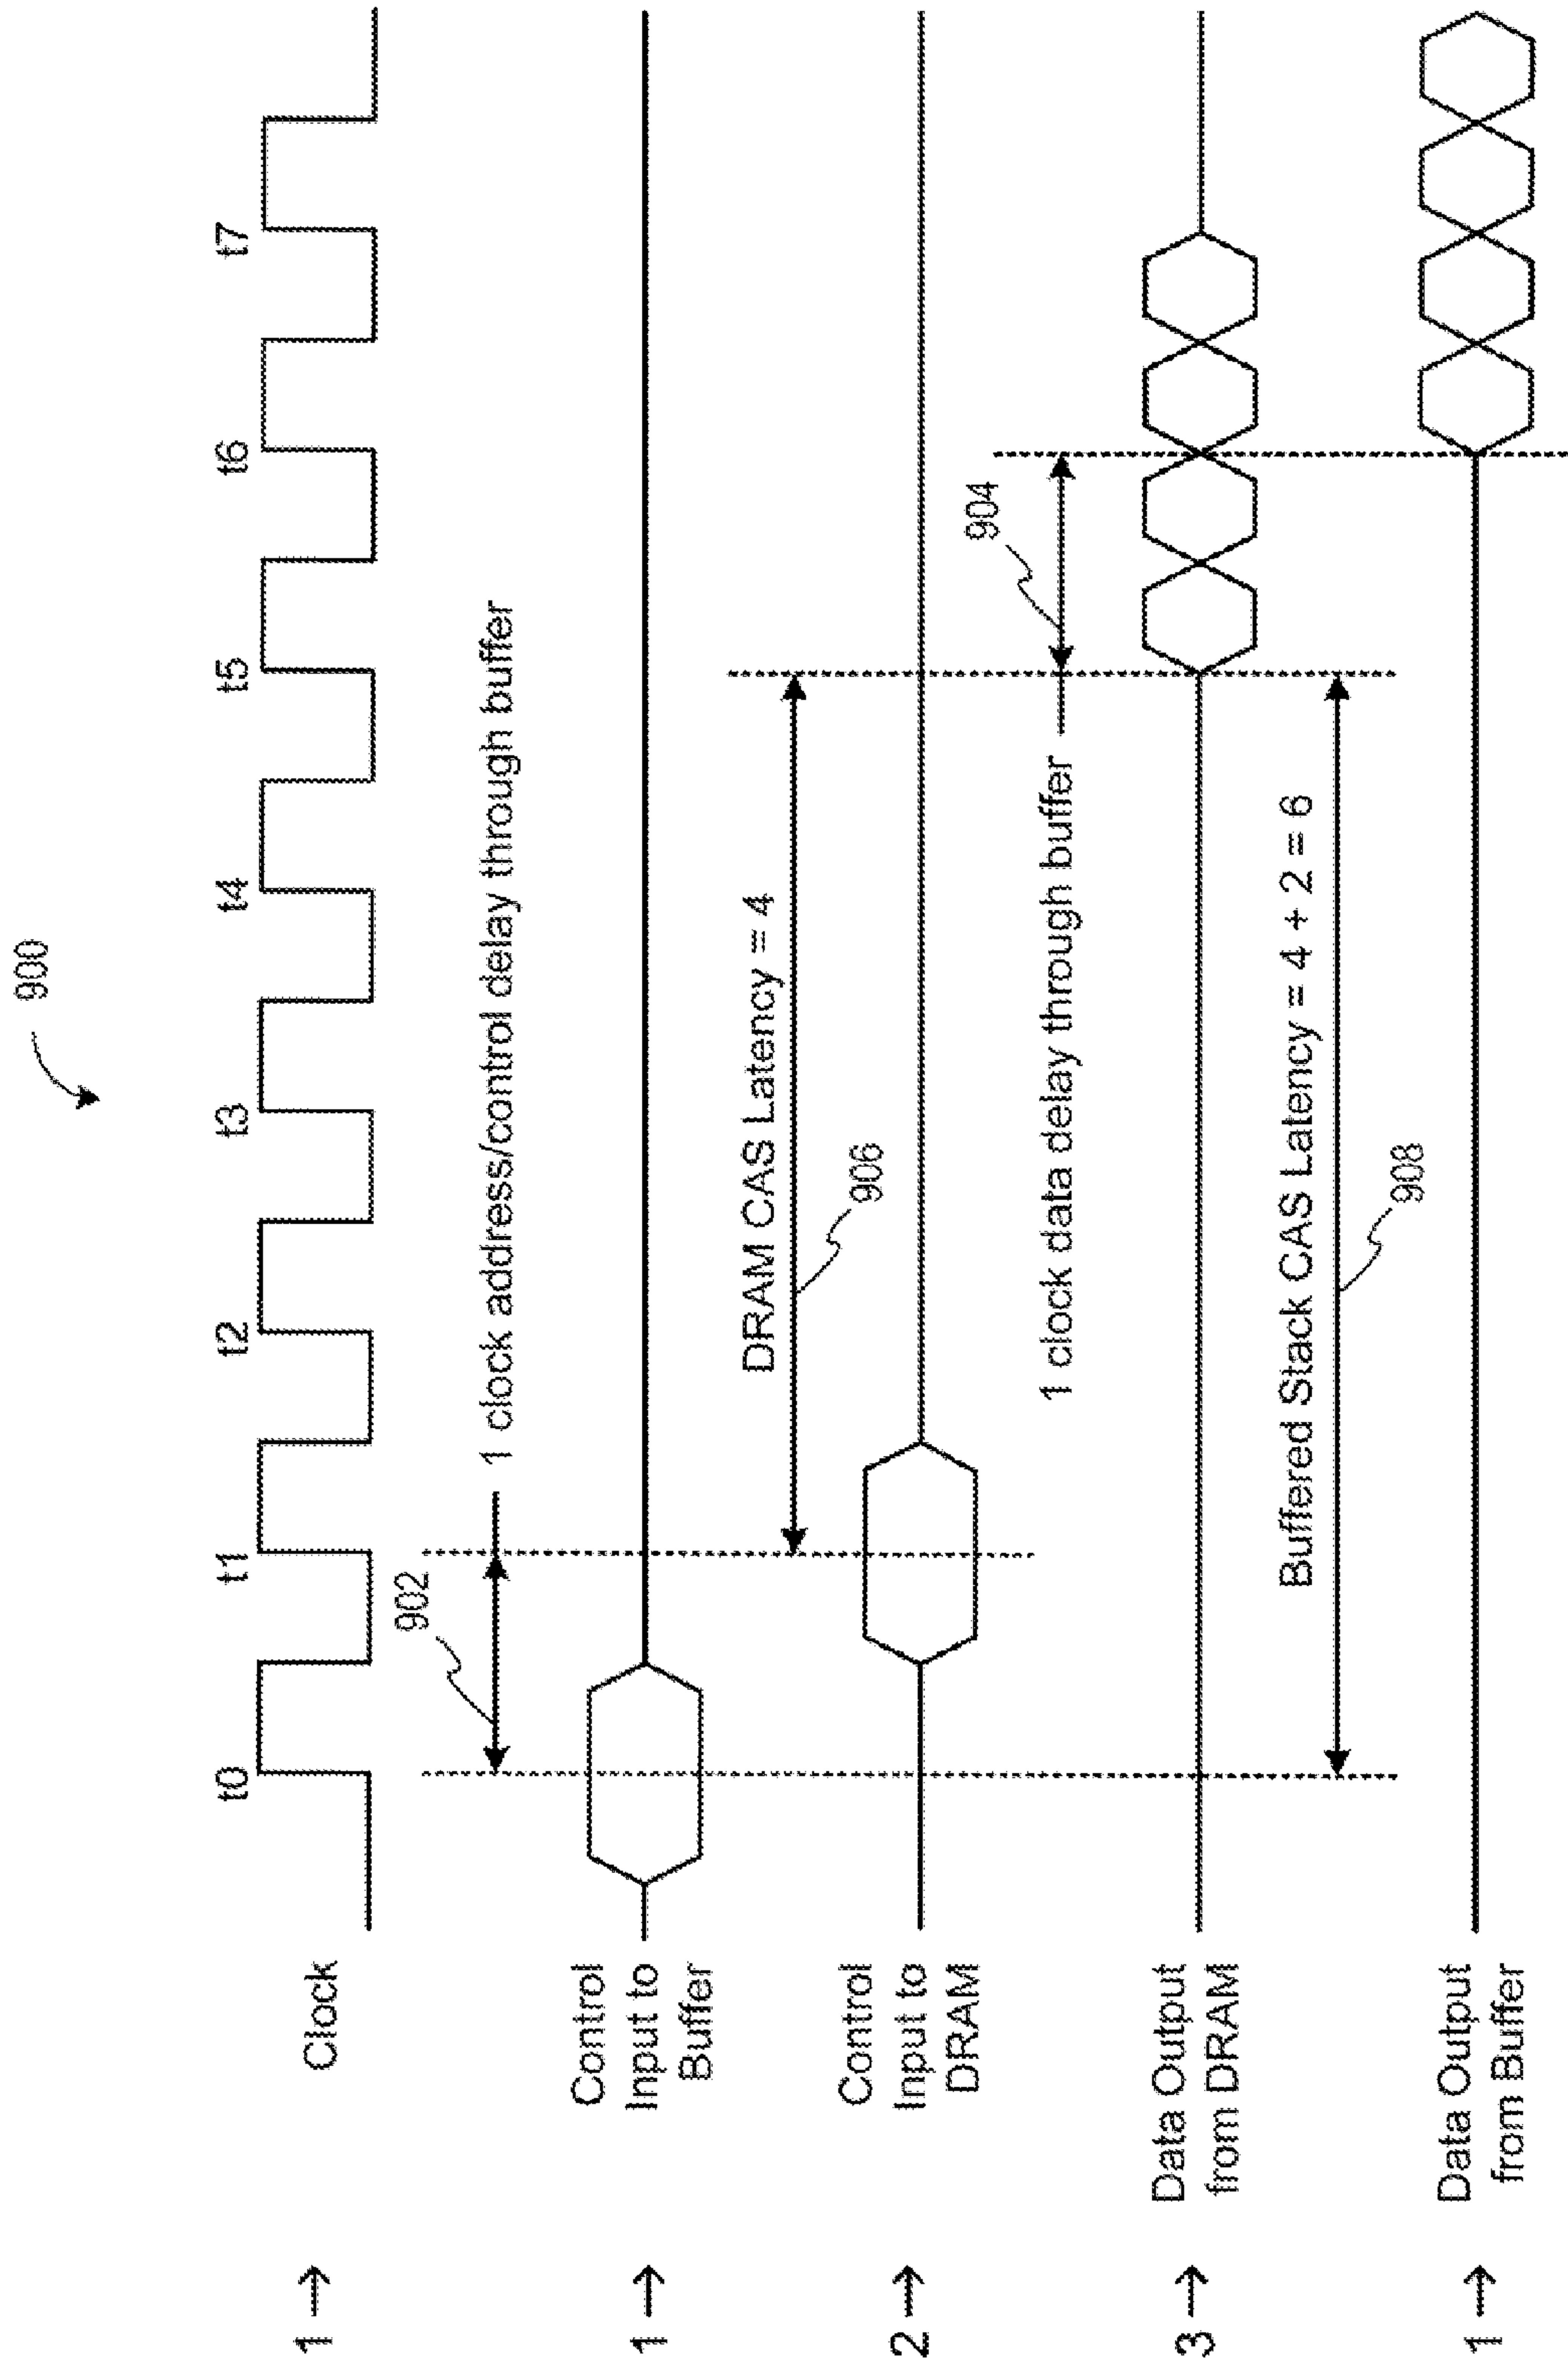 900
t0 t1 t2 t3 t4 t5 t6 t7
1 → Clock
902
1 clock address/control delay through buffer
1 → Control
Input to
Buffer
DRAM CAS Latency = 4
906
2 → Control
Input to
DRAM
904
1 clock data delay through buffer
3 → Data Output
from DRAM
Buffered Stack CAS Latency = 4 + 2 = 6
908
1 → Data Output
from Buffer